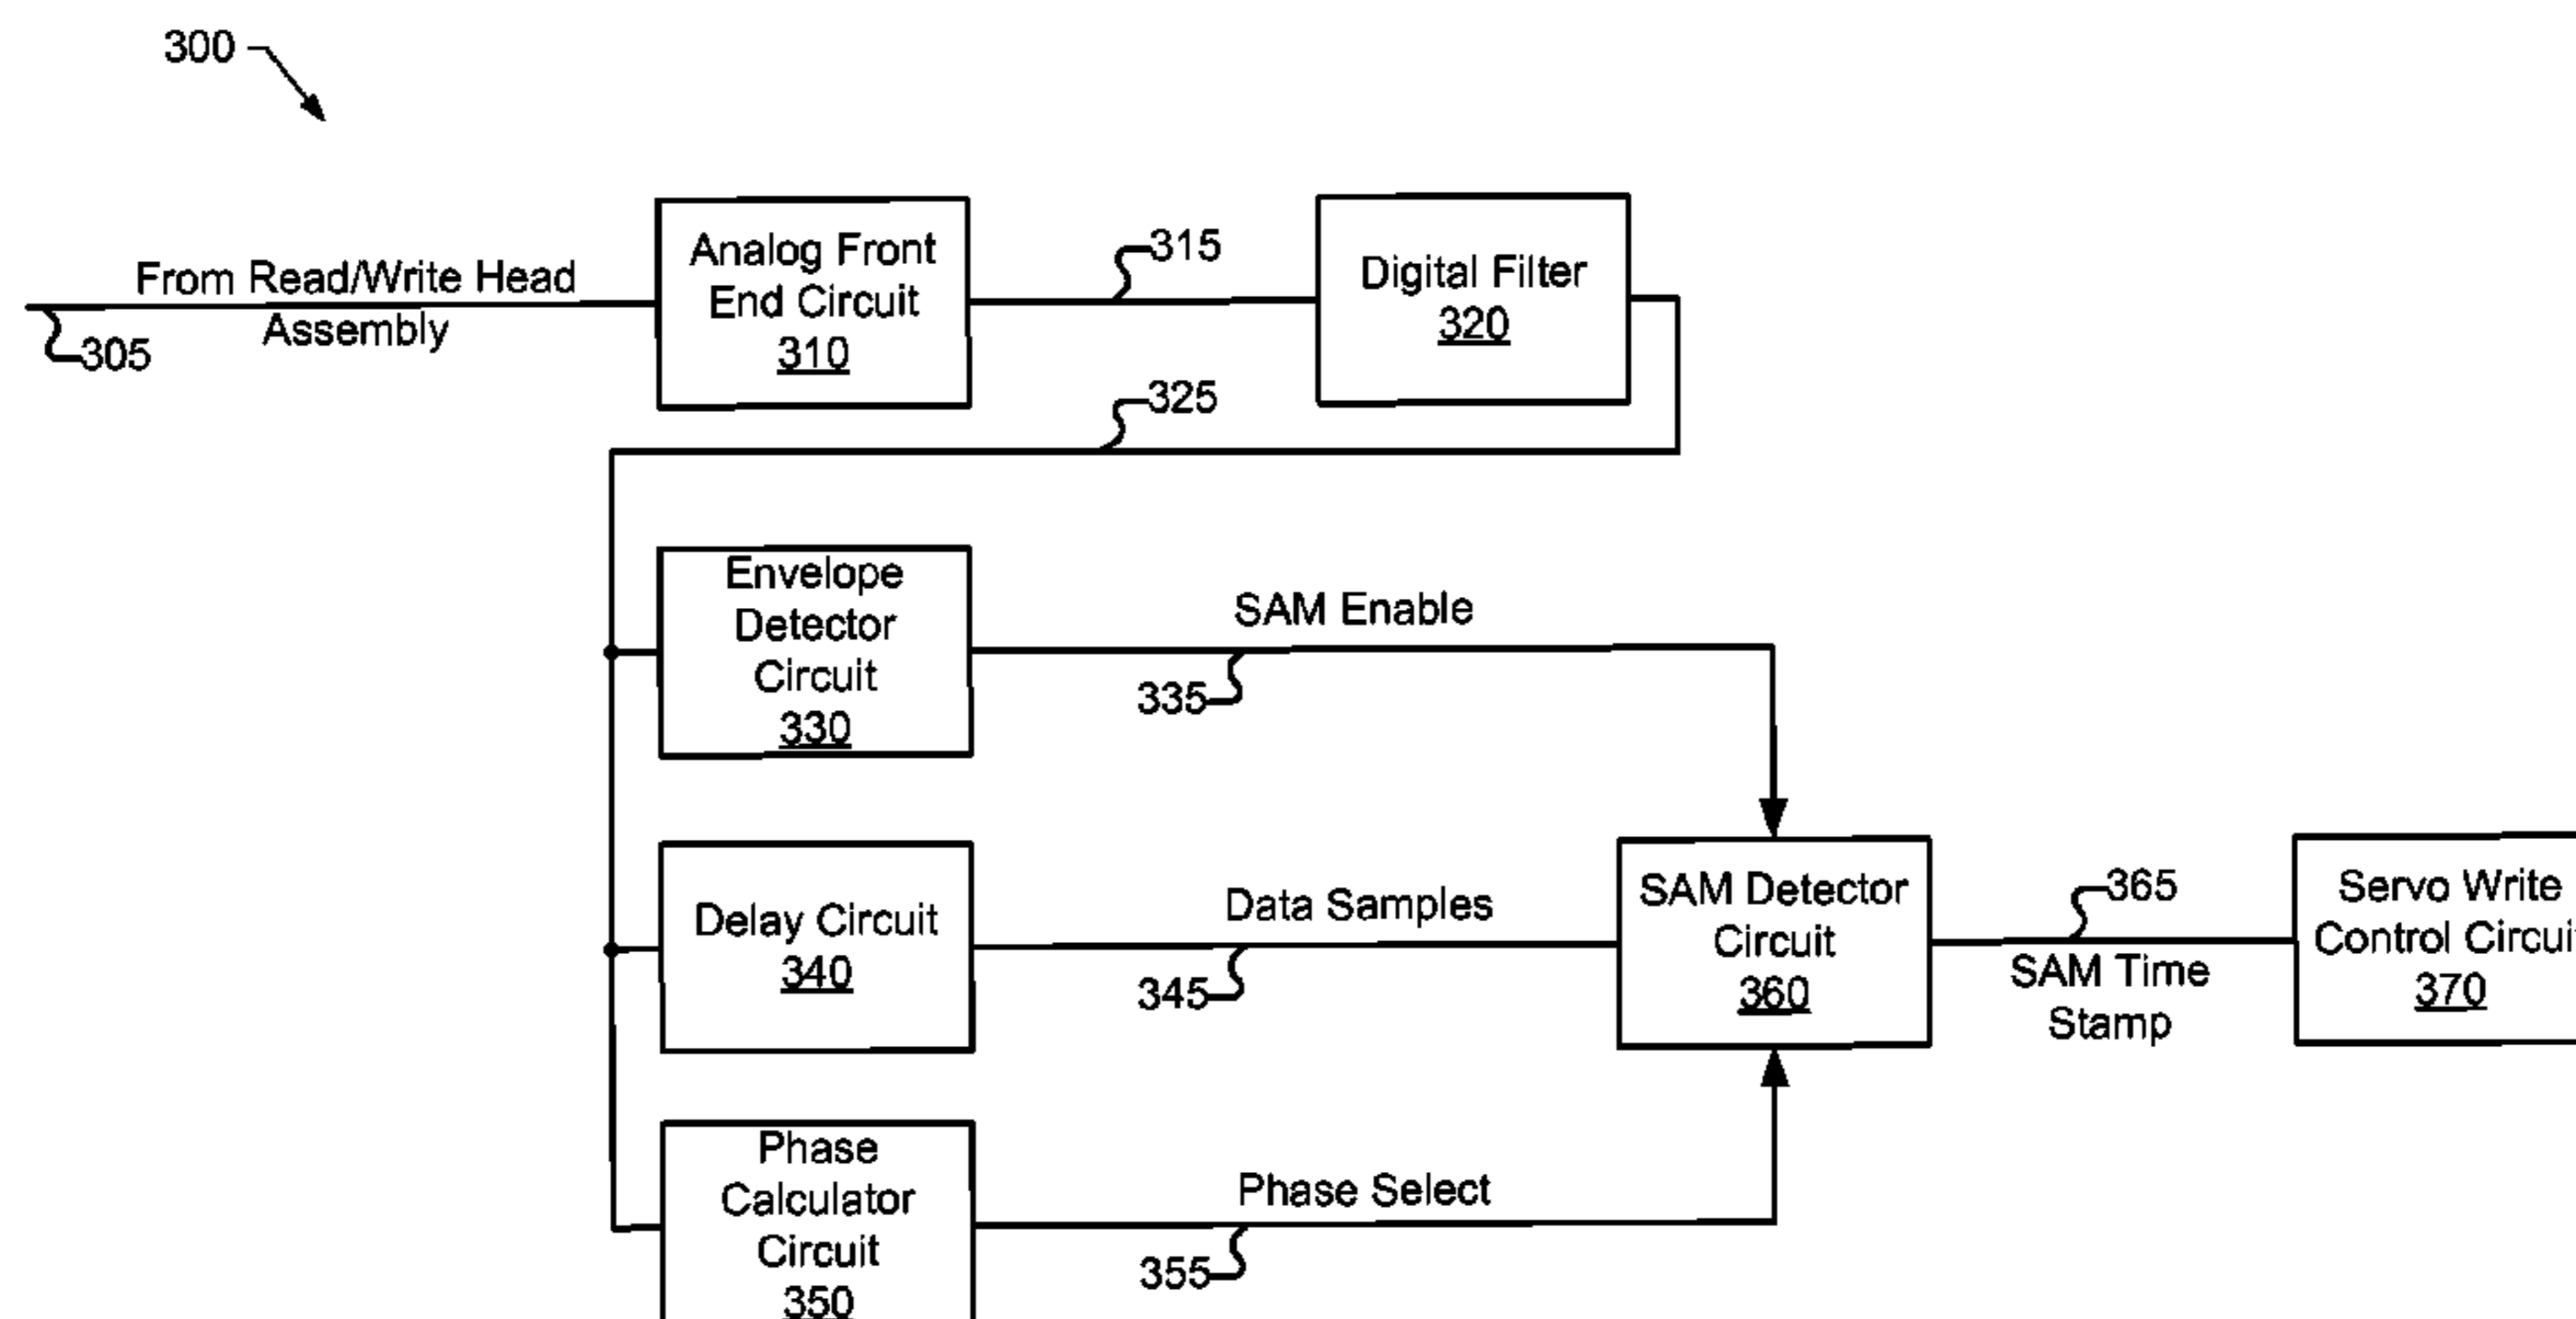 300
From Read/Write Head
Assembly
305
Analog Front
End Circuit
310
315
Digital Filter
320
325
Envelope
Detector
Circuit
330
SAM Enable
335
Delay Circuit
340
Data Samples
345
SAM Detector
Circuit
360
365
SAM Time
Stamp
Servo Write
Control Circuit
370
Phase
Calculator
Circuit
350
Phase Select
355